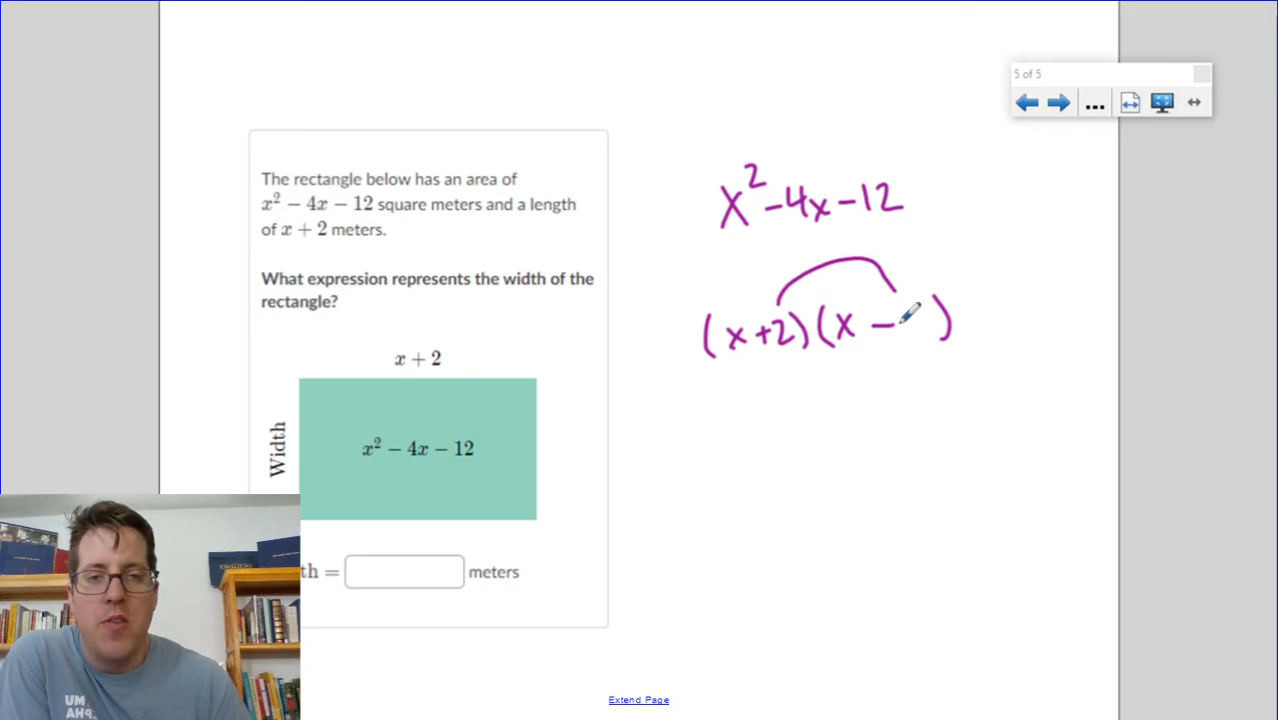 5 of 5
The rectangle below has an area of
x² − 4x − 12 square meters and a length
of x + 2 meters.
What expression represents the width of the
rectangle?
x + 2
Width
x² − 4x − 12
th =
meters
x² -4x -12
(x+2)(x - )
UM
PHA
Extend Page